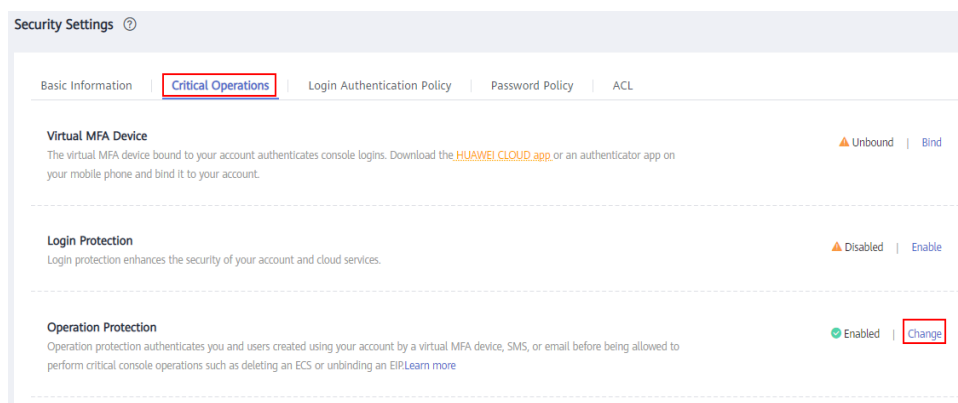 Security Settings ?
Basic Information | Critical Operations | Login Authentication Policy | Password Policy | ACL
Virtual MFA Device
The virtual MFA device bound to your account authenticates console logins. Download the HUAWEI CLOUD app or an authenticator app on
Unbound | Bind
your mobile phone and bind it to your account.
Login Protection
Disabled | Enable
Login protection enhances the security of your account and cloud services.
Operation Protection
Enabled | Change
Operation protection authenticates you and users created using your account by a virtual MFA device, SMS, or email before being allowed to
perform critical console operations such as deleting an ECS or unbinding an EIP.Learn more